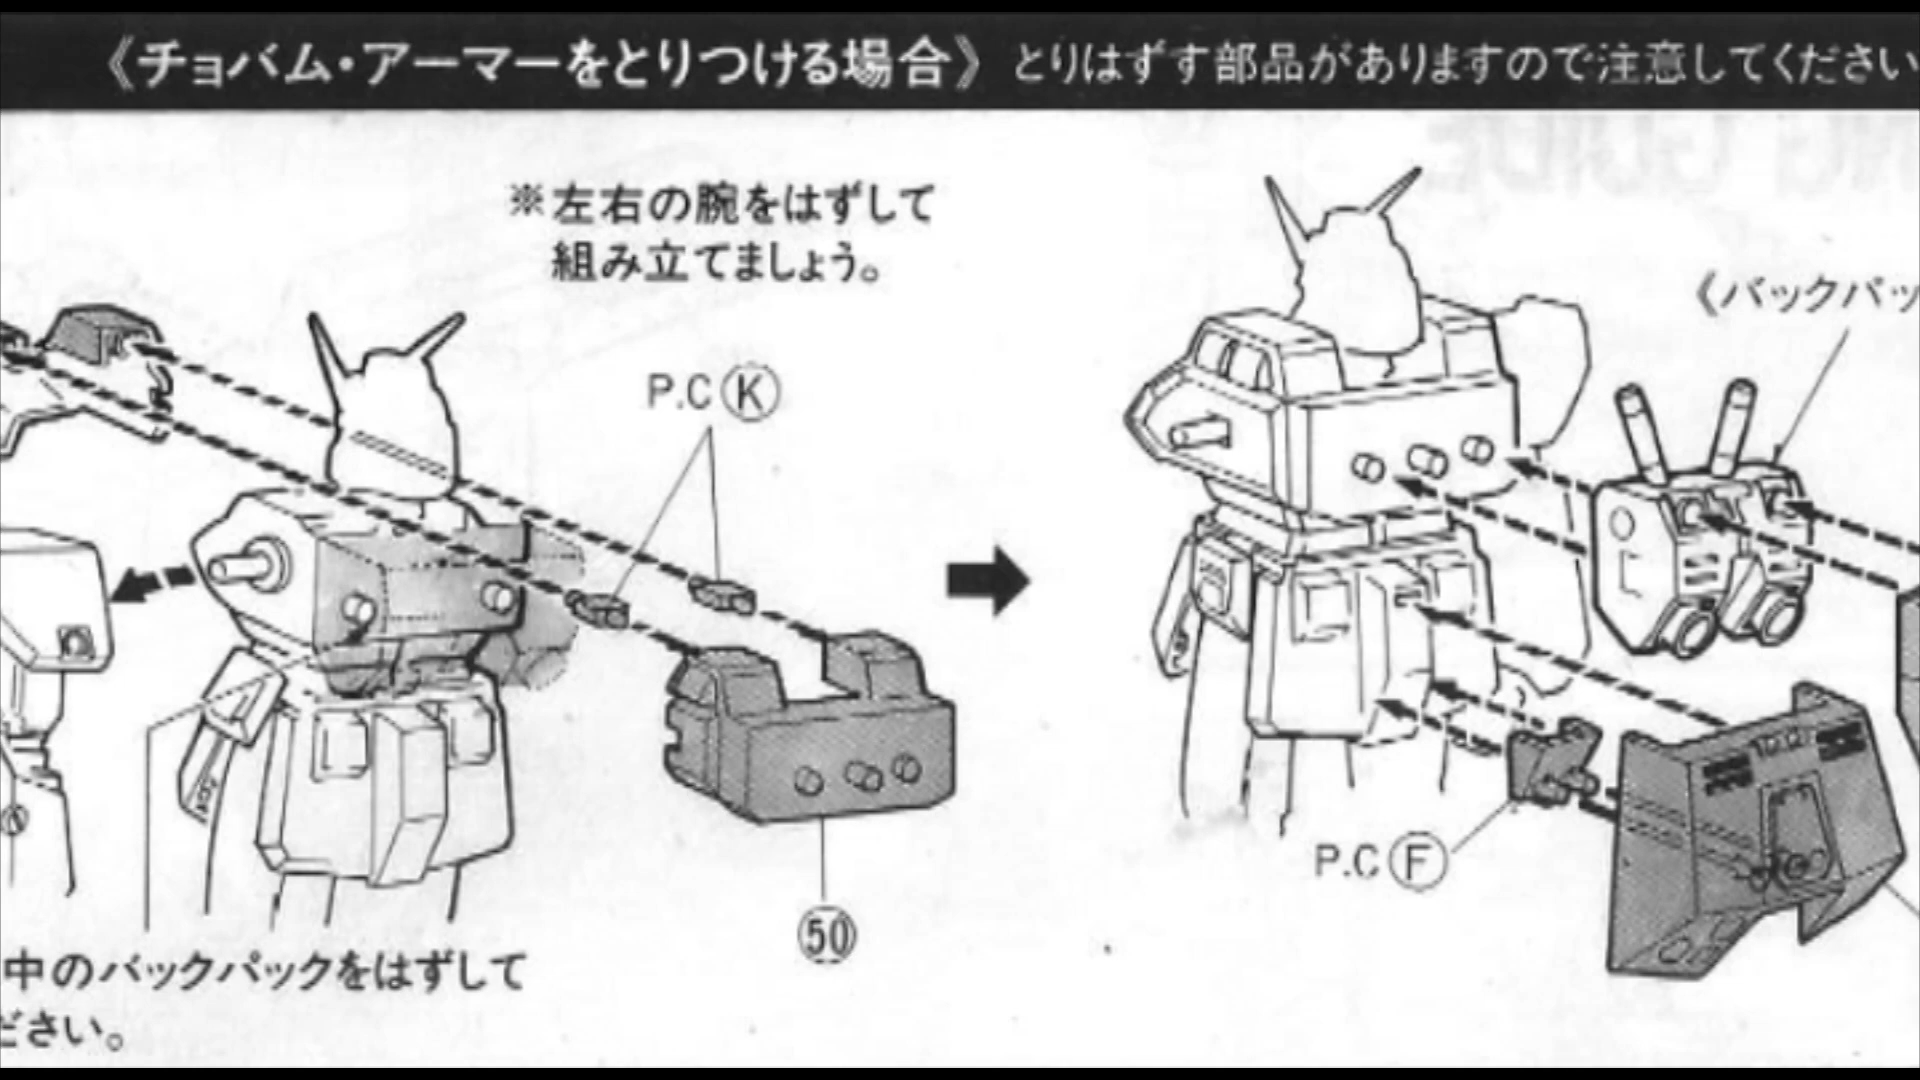 《チョバム・アーマーをとりつける場合》 とりはずす部品がありますので注意してください
※左右の腕をはずして
組み立てましょう。
P.C Ⓚ
50
中のバックパックをはずして
ださい。
《バックパッ
P.C Ⓕ